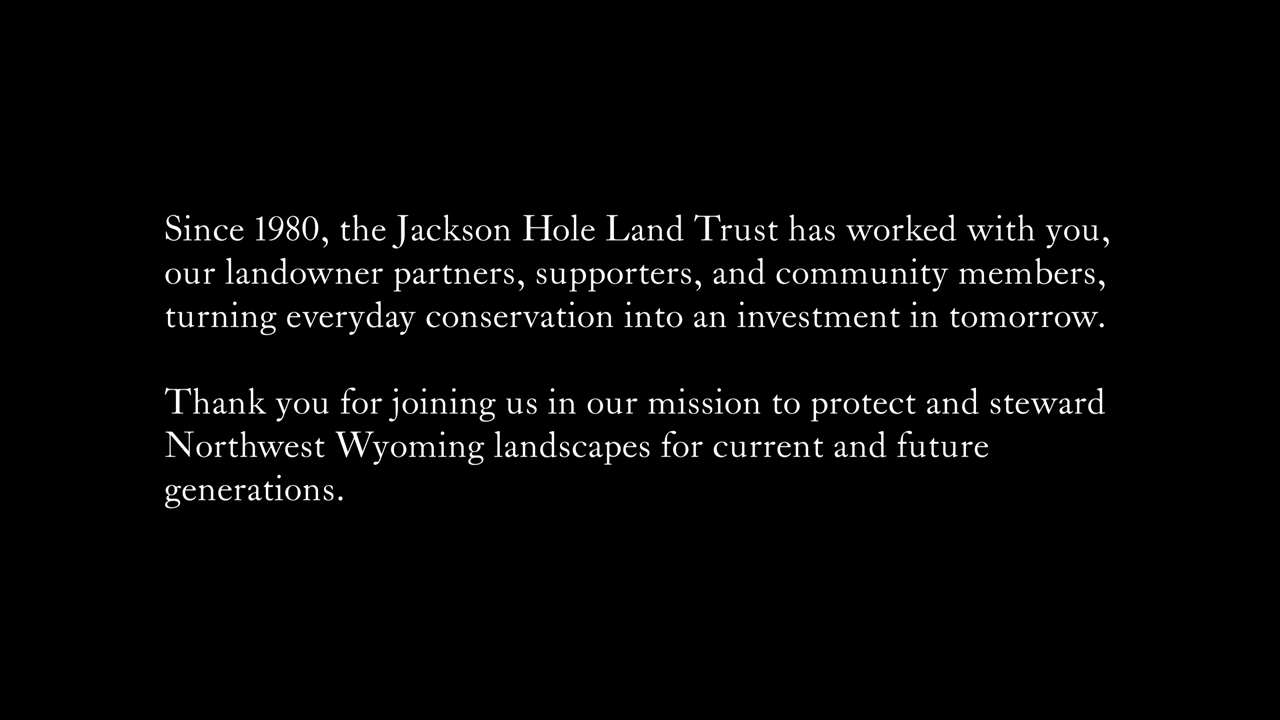 Since 1980, the Jackson Hole Land Trust has worked with you,
our landowner partners, supporters, and community members,
turning everyday conservation into an investment in tomorrow.
Thank you for joining us in our mission to protect and steward
Northwest Wyoming landscapes for current and future
generations.